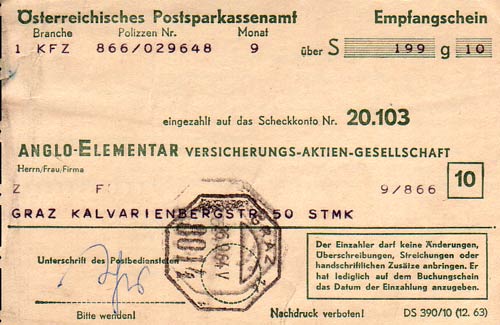 Österreichisches Postsparkassenamt Empfangschein
Branche Polizzen Nr. Monat
1 KFZ 866/029648 9 über S 199 g 10
eingezahlt auf das Scheckkonto Nr. 20.103
ANGLO-ELEMENTAR VERSICHERUNGS-AKTIEN-GESELLSCHAFT
Herrn/Frau/Firma
Z F 9/866 10
GRAZ KALVARIENBERGSTR 50 STMK
GRAZ
Unterschrift des Postbediensteten
Der Einzahler darf keine Änderungen,
Überschreibungen, Streichungen oder
handschriftlichen Zusätze anbringen. Er
hat lediglich auf dem Buchungschein
das Datum der Einzahlung anzugeben.
Bitte wenden! Nachdruck verboten! DS 390/10 (12. 63)